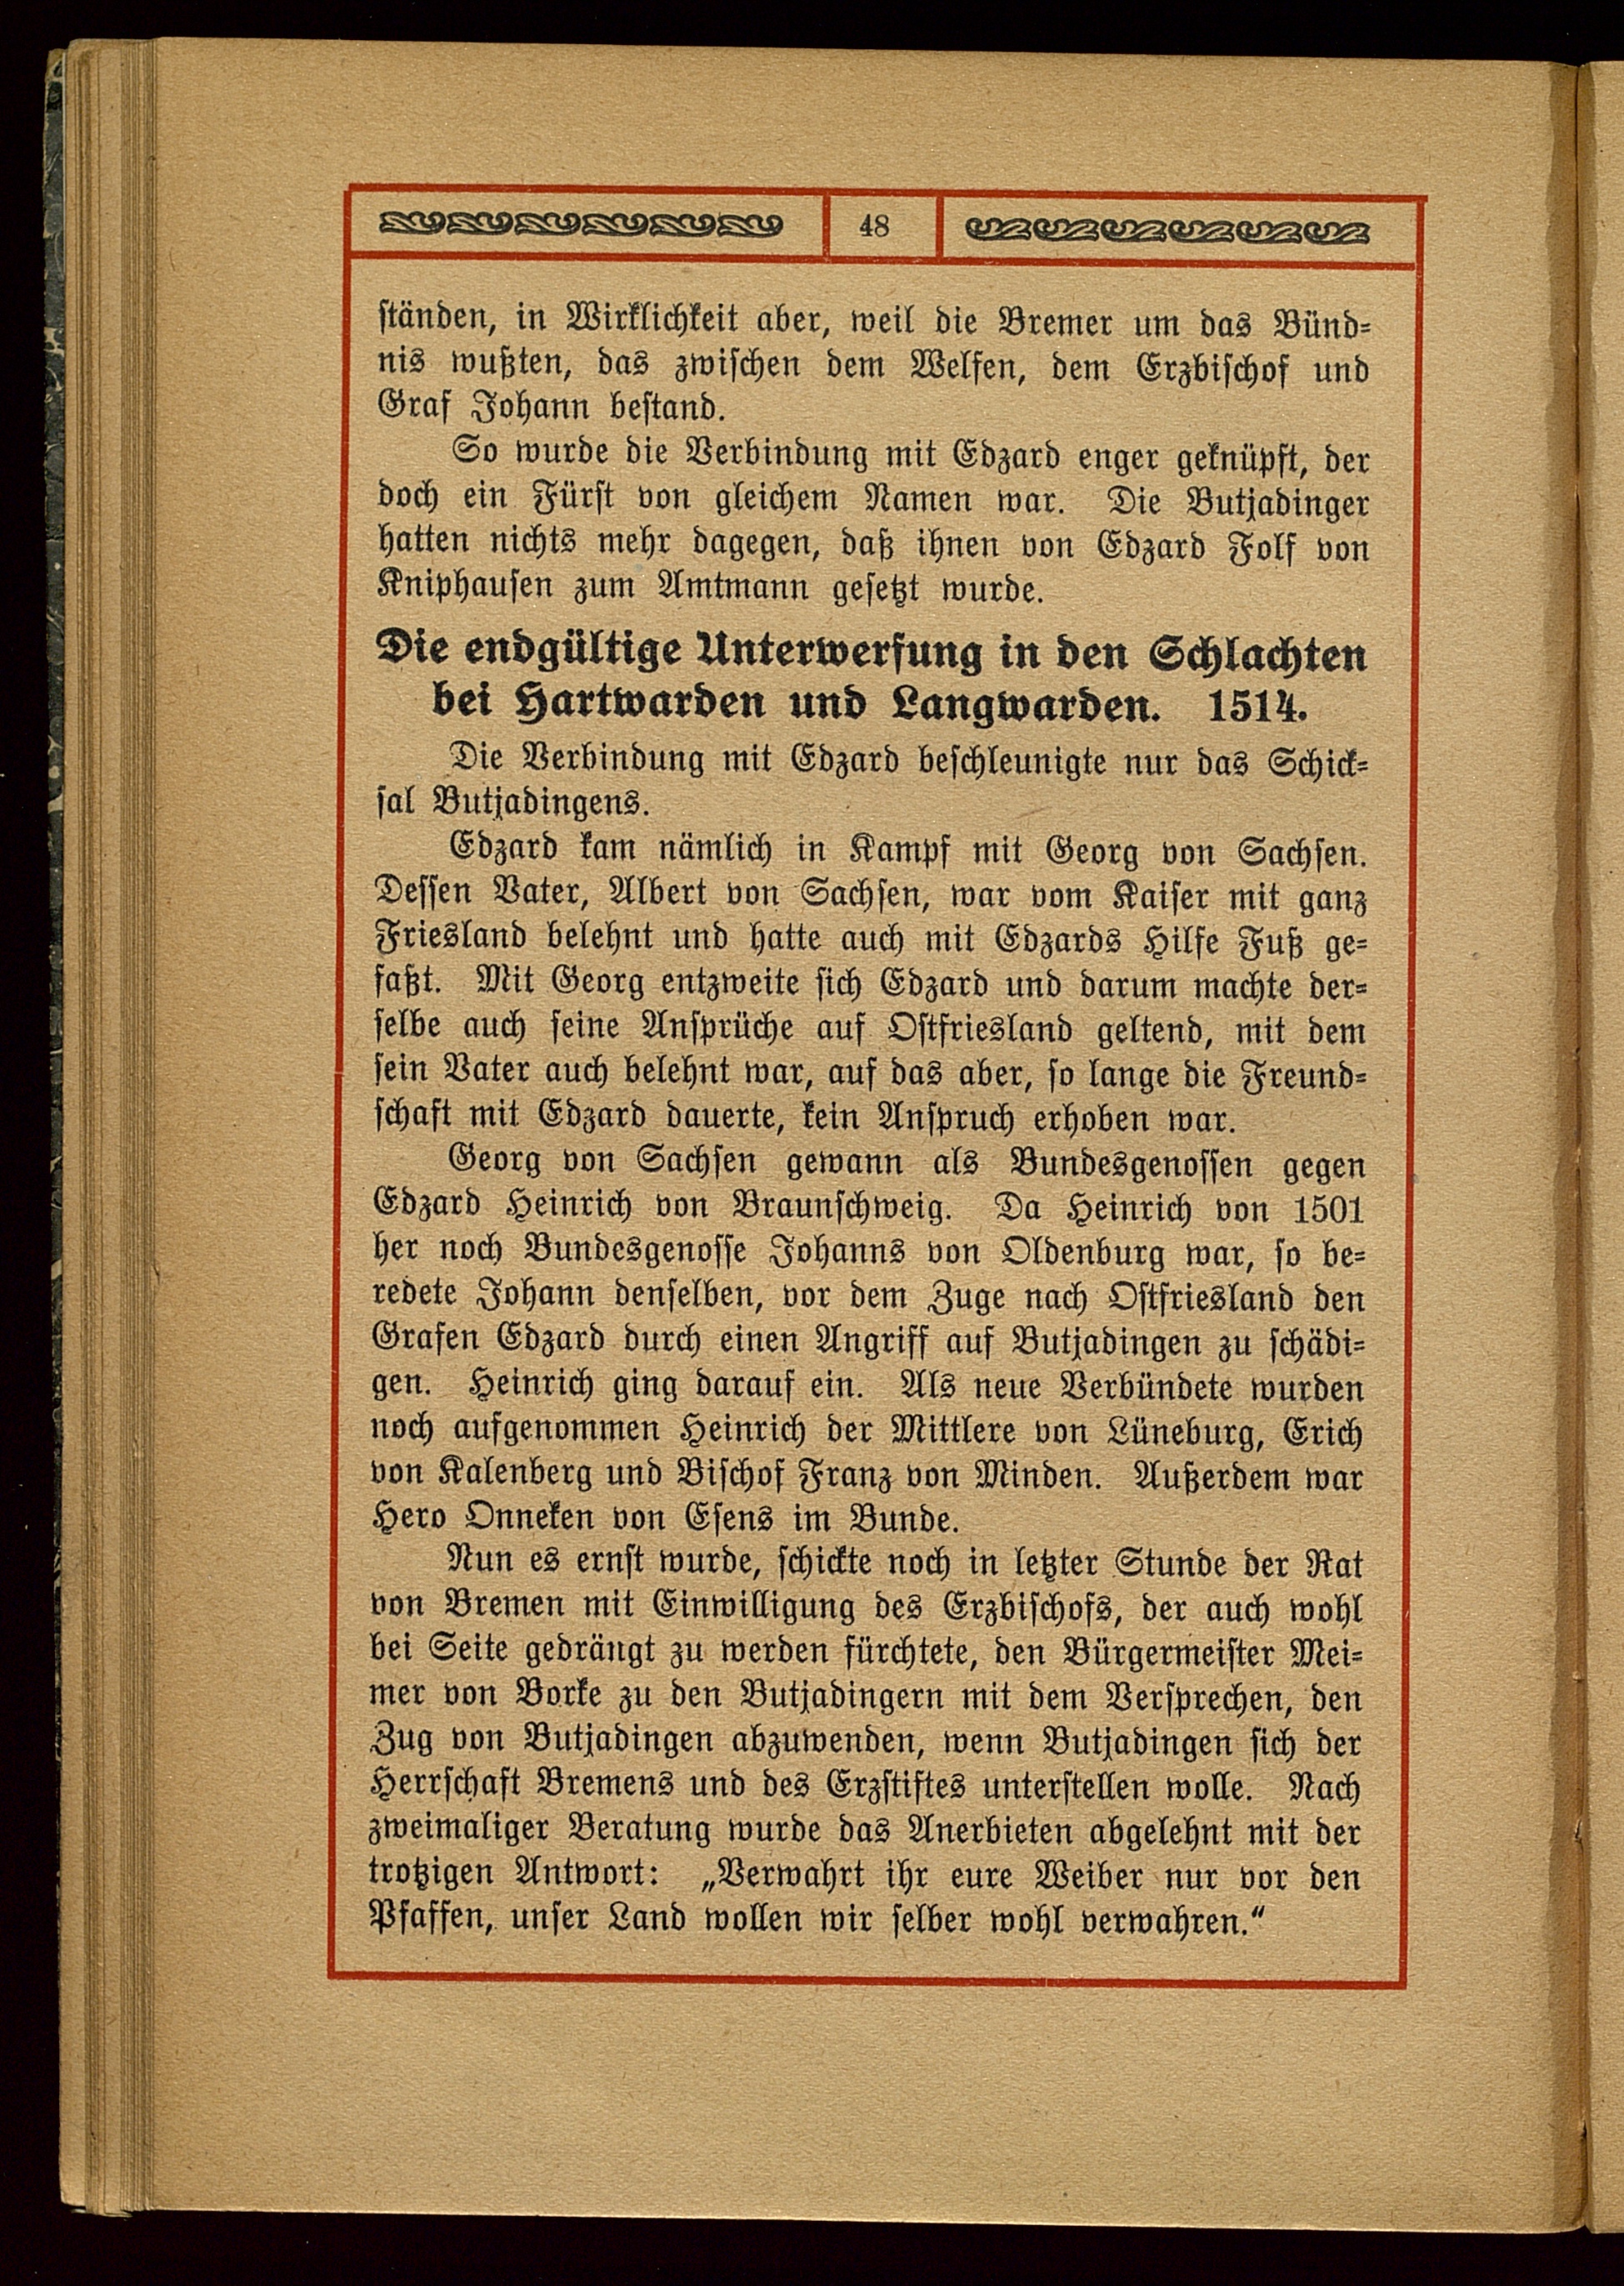 48
ständen, in Wirklichkeit aber, weil die Bremer um das Bünd-
nis wußten, das zwischen dem Welfen, dem Erzbischof und
Graf Johann bestand.
So wurde die Verbindung mit Edzard enger geknüpft, der
doch ein Fürst von gleichem Namen war. Die Butjadinger
hatten nichts mehr dagegen, daß ihnen von Edzard Folf von
Kniphausen zum Amtmann gesetzt wurde.
Die endgültige Unterwerfung in den Schlachten
bei Hartwarden und Langwarden. 1514.
Die Verbindung mit Edzard beschleunigte nur das Schick-
sal Butjadingens.
Edzard kam nämlich in Kampf mit Georg von Sachsen.
Dessen Vater, Albert von Sachsen, war vom Kaiser mit ganz
Friesland belehnt und hatte auch mit Edzards Hilfe Fuß ge-
faßt. Mit Georg entzweite sich Edzard und darum machte der-
selbe auch seine Ansprüche auf Ostfriesland geltend, mit dem
sein Vater auch belehnt war, auf das aber, so lange die Freund-
schaft mit Edzard dauerte, kein Anspruch erhoben war.
Georg von Sachsen gewann als Bundesgenossen gegen
Edzard Heinrich von Braunschweig. Da Heinrich von 1501
her noch Bundesgenosse Johanns von Oldenburg war, so be-
redete Johann denselben, vor dem Zuge nach Ostfriesland den
Grafen Edzard durch einen Angriff auf Butjadingen zu schädi-
gen. Heinrich ging darauf ein. Als neue Verbündete wurden
noch aufgenommen Heinrich der Mittlere von Lüneburg, Erich
von Kalenberg und Bischof Franz von Minden. Außerdem war
Hero Onneken von Esens im Bunde.
Nun es ernst wurde, schickte noch in letzter Stunde der Rat
von Bremen mit Einwilligung des Erzbischofs, der auch wohl
bei Seite gedrängt zu werden fürchtete, den Bürgermeister Mei-
mer von Borke zu den Butjadingern mit dem Versprechen, den
Zug von Butjadingen abzuwenden, wenn Butjadingen sich der
Herrschaft Bremens und des Erzstiftes unterstellen wolle. Nach
zweimaliger Beratung wurde das Anerbieten abgelehnt mit der
trotzigen Antwort: „Verwahrt ihr eure Weiber nur vor den
Pfaffen, unser Land wollen wir selber wohl verwahren.“